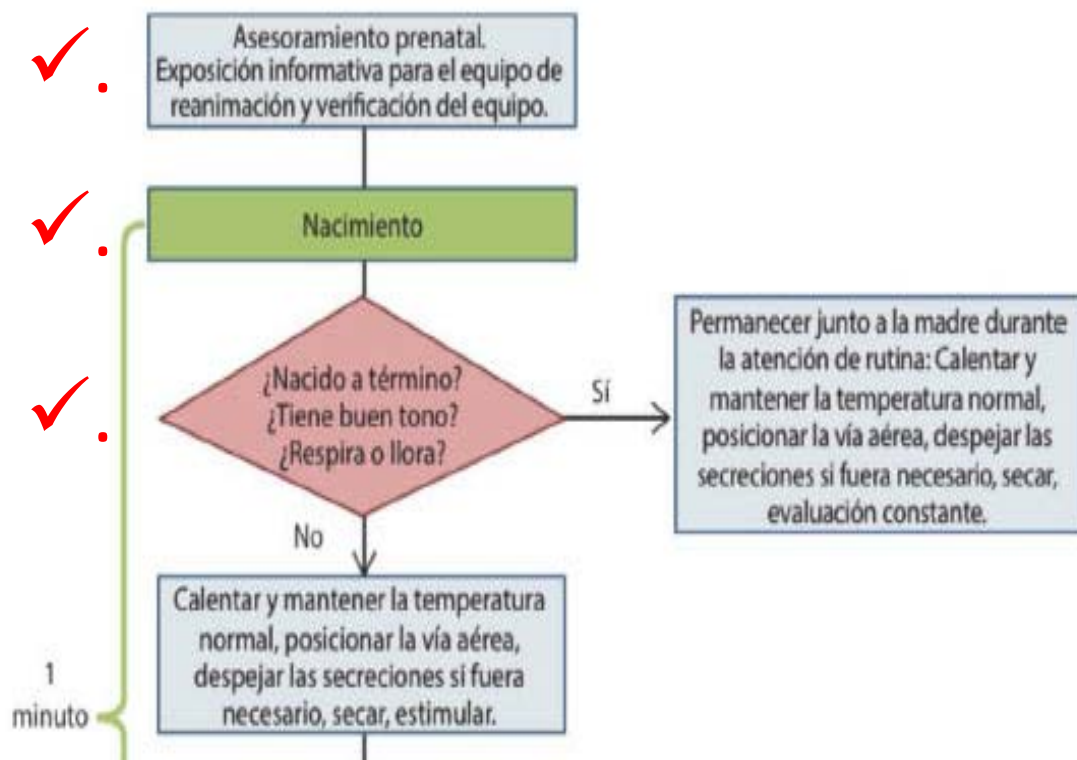 Asesoramiento prenatal.
Exposición informativa para el equipo de
reanimación y verificación del equipo.
Nacimiento
¿Nacido a término?
¿Tiene buen tono?
¿Respira o llora?
Sí
Permanecer junto a la madre durante
la atención de rutina: Calentar y
mantener la temperatura normal,
posicionar la vía aérea, despejar las
secreciones si fuera necesario, secar,
evaluación constante.
No
Calentar y mantener la temperatura
normal, posicionar la vía aérea,
despejar las secreciones si fuera
necesario, secar, estimular.
1
minuto